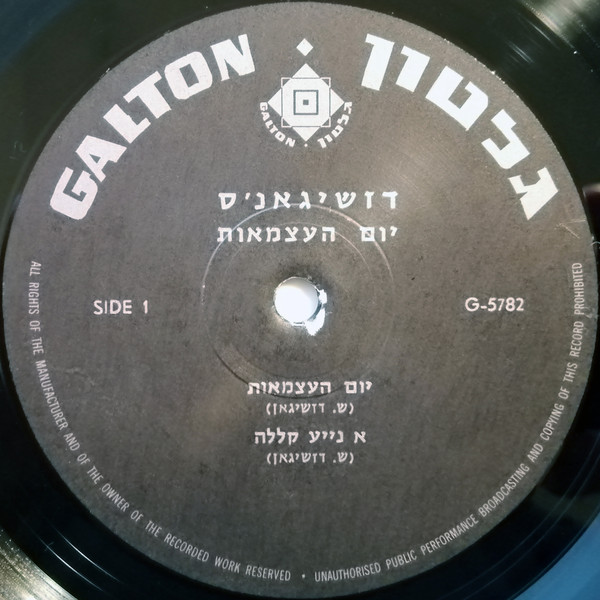 GALTON · גלטון
GALTON · גלטון
דזשיגאנ׳ס
יום העצמאות
SIDE 1
G-5782
יום העצמאות
(ש. דזשיגאן)
א נייע קללה
(ש. דזשיגאן)
ALL RIGHTS OF THE MANUFACTURER AND OF THE OWNER OF THE RECORDED WORK RESERVED · UNAUTHORISED PUBLIC PERFORMANCE BROADCASTING AND COPYING OF THIS RECORD PROHIBITED